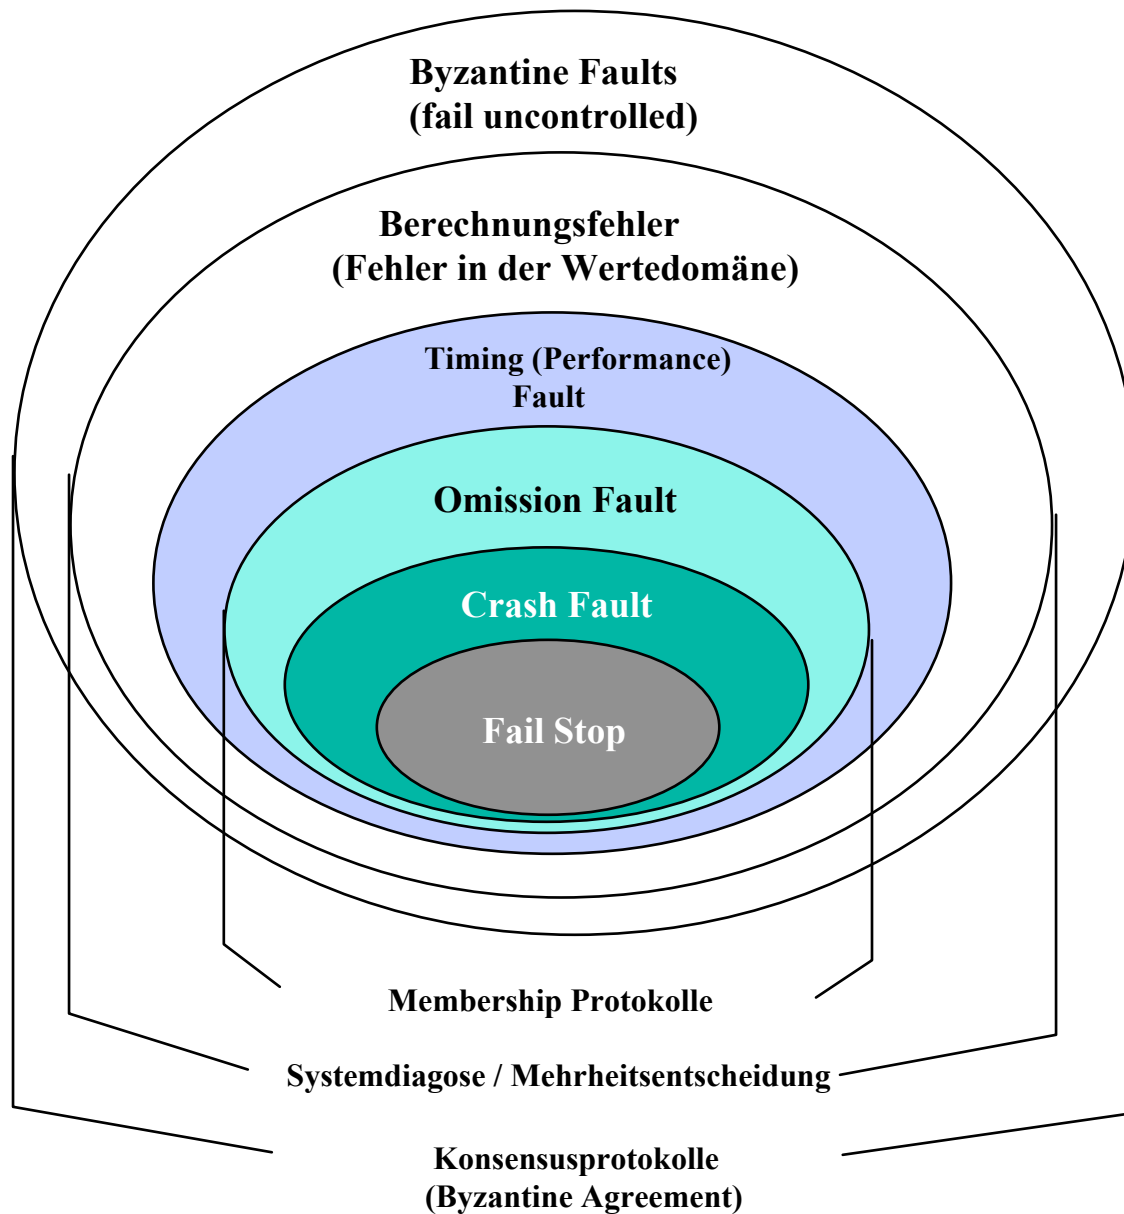 Byzantine Faults
(fail uncontrolled)
Berechnungsfehler
(Fehler in der Wertedomäne)
Timing (Performance)
Fault
Omission Fault
Crash Fault
Fail Stop
Membership Protokolle
Systemdiagose / Mehrheitsentscheidung
Konsensusprotokolle
(Byzantine Agreement)